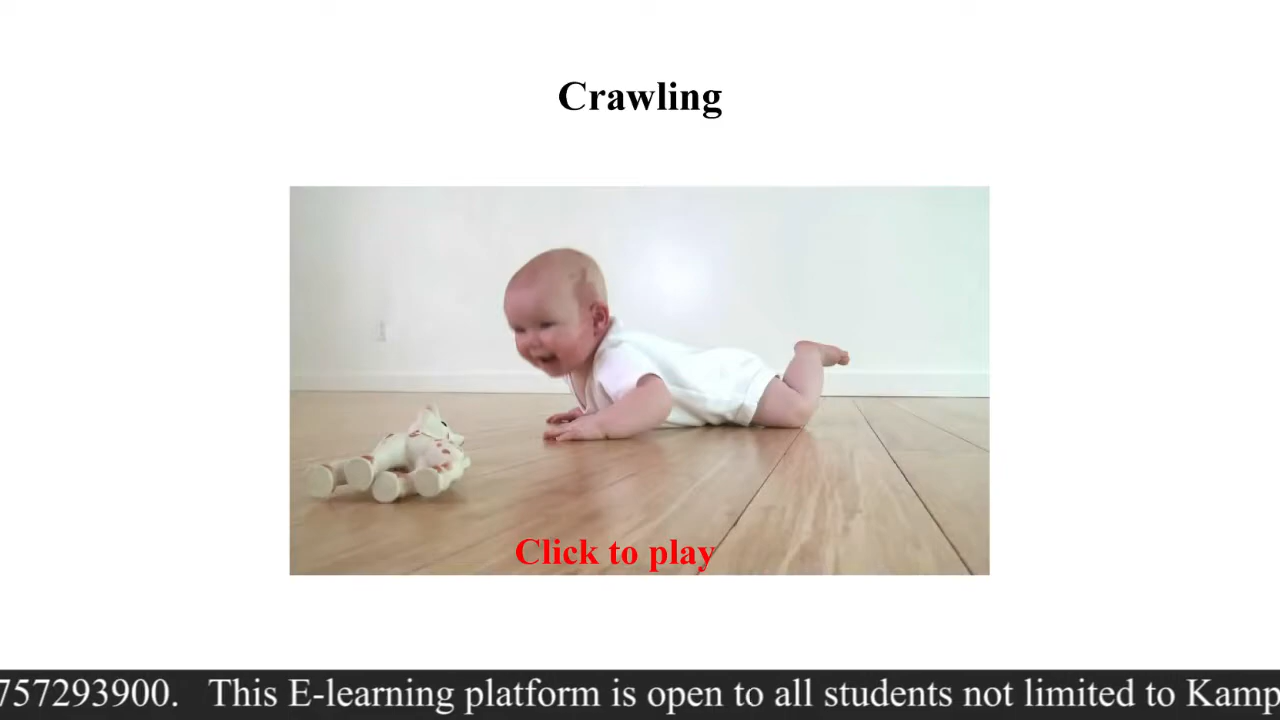 Crawling
Click to play
757293900. This E-learning platform is open to all students not limited to Kamp